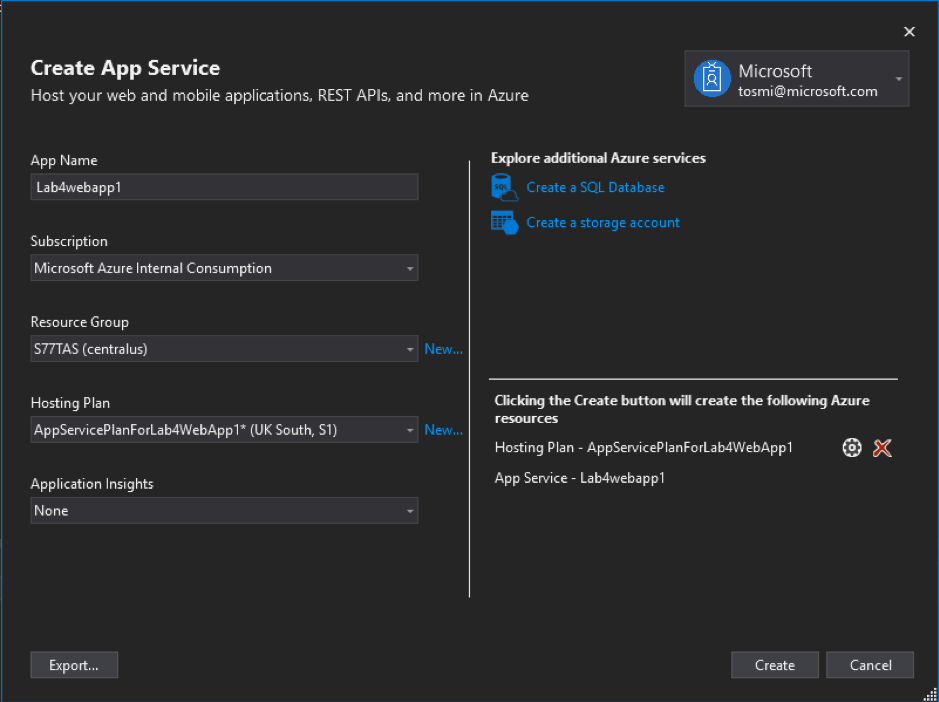 Create App Service
Host your web and mobile applications, REST APIs, and more in Azure
Microsoft
tosmi@microsoft.com
App Name
Lab4webapp1
Subscription
Microsoft Azure Internal Consumption
Resource Group
S77TAS (centralus)
New...
Hosting Plan
AppServicePlanForLab4WebApp1* (UK South, S1)
New...
Application Insights
None
Explore additional Azure services
SQL
Create a SQL Database
Create a storage account
Clicking the Create button will create the following Azure
resources
Hosting Plan - AppServicePlanForLab4WebApp1
App Service - Lab4webapp1
Export...
Create
Cancel